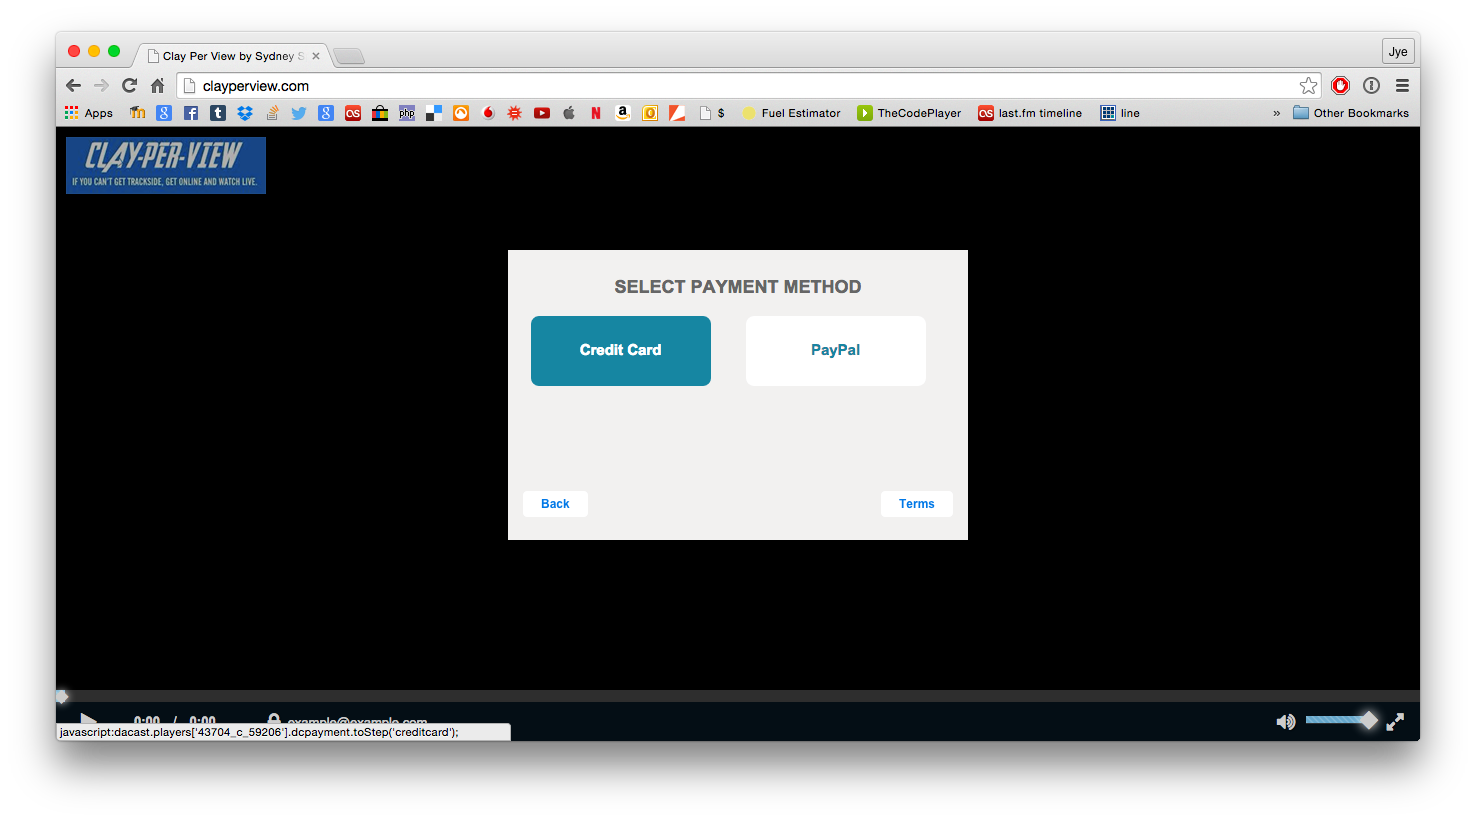 Clay Per View by Sydney S
Jye
clayperview.com
Apps
php
$
Fuel Estimator
TheCodePlayer
last.fm timeline
line
»
Other Bookmarks
CLAY-PER-VIEW
IF YOU CAN'T GET TRACKSIDE, GET ONLINE AND WATCH LIVE.
SELECT PAYMENT METHOD
Credit Card
PayPal
Back
Terms
0:00 / 0:00
example@example.com
javascript:dacast.players['43704_c_59206'].dcpayment.toStep('creditcard');